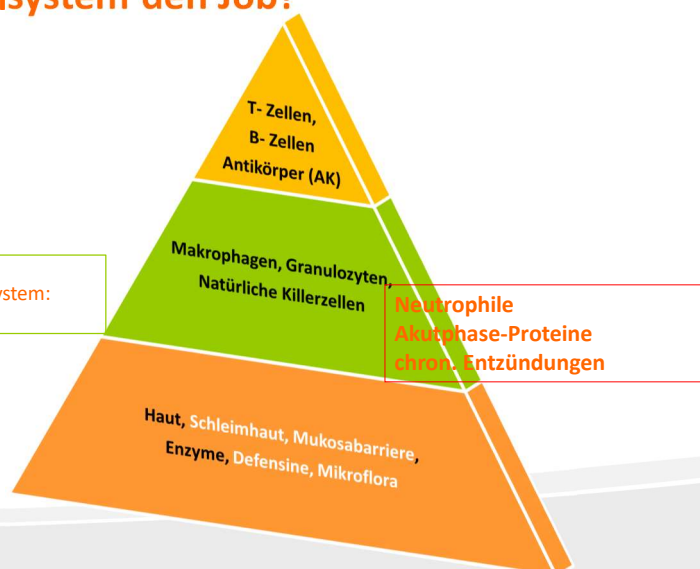 system den Job?
T- Zellen,
B- Zellen
Antikörper (AK)
Makrophagen, Granulozyten,
Natürliche Killerzellen
ystem:
Neutrophile
Akutphase-Proteine
chron. Entzündungen
Haut, Schleimhaut, Mukosabarriere,
Enzyme, Defensine, Mikroflora